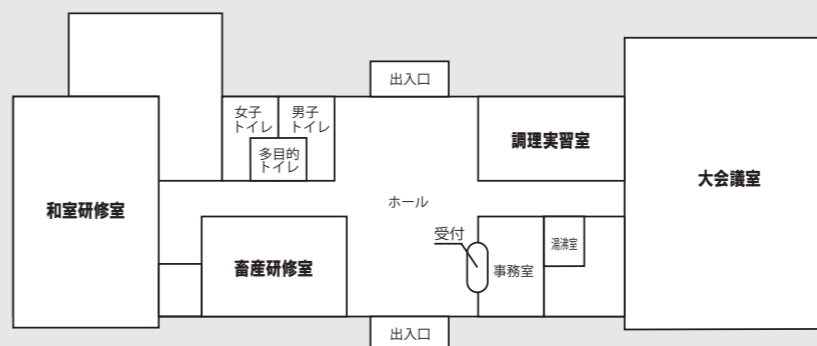 出入口
女子
トイレ
男子
トイレ
多目的
トイレ
調理実習室
大会議室
和室研修室
ホール
受付
湯沸室
畜産研修室
事務室
出入口